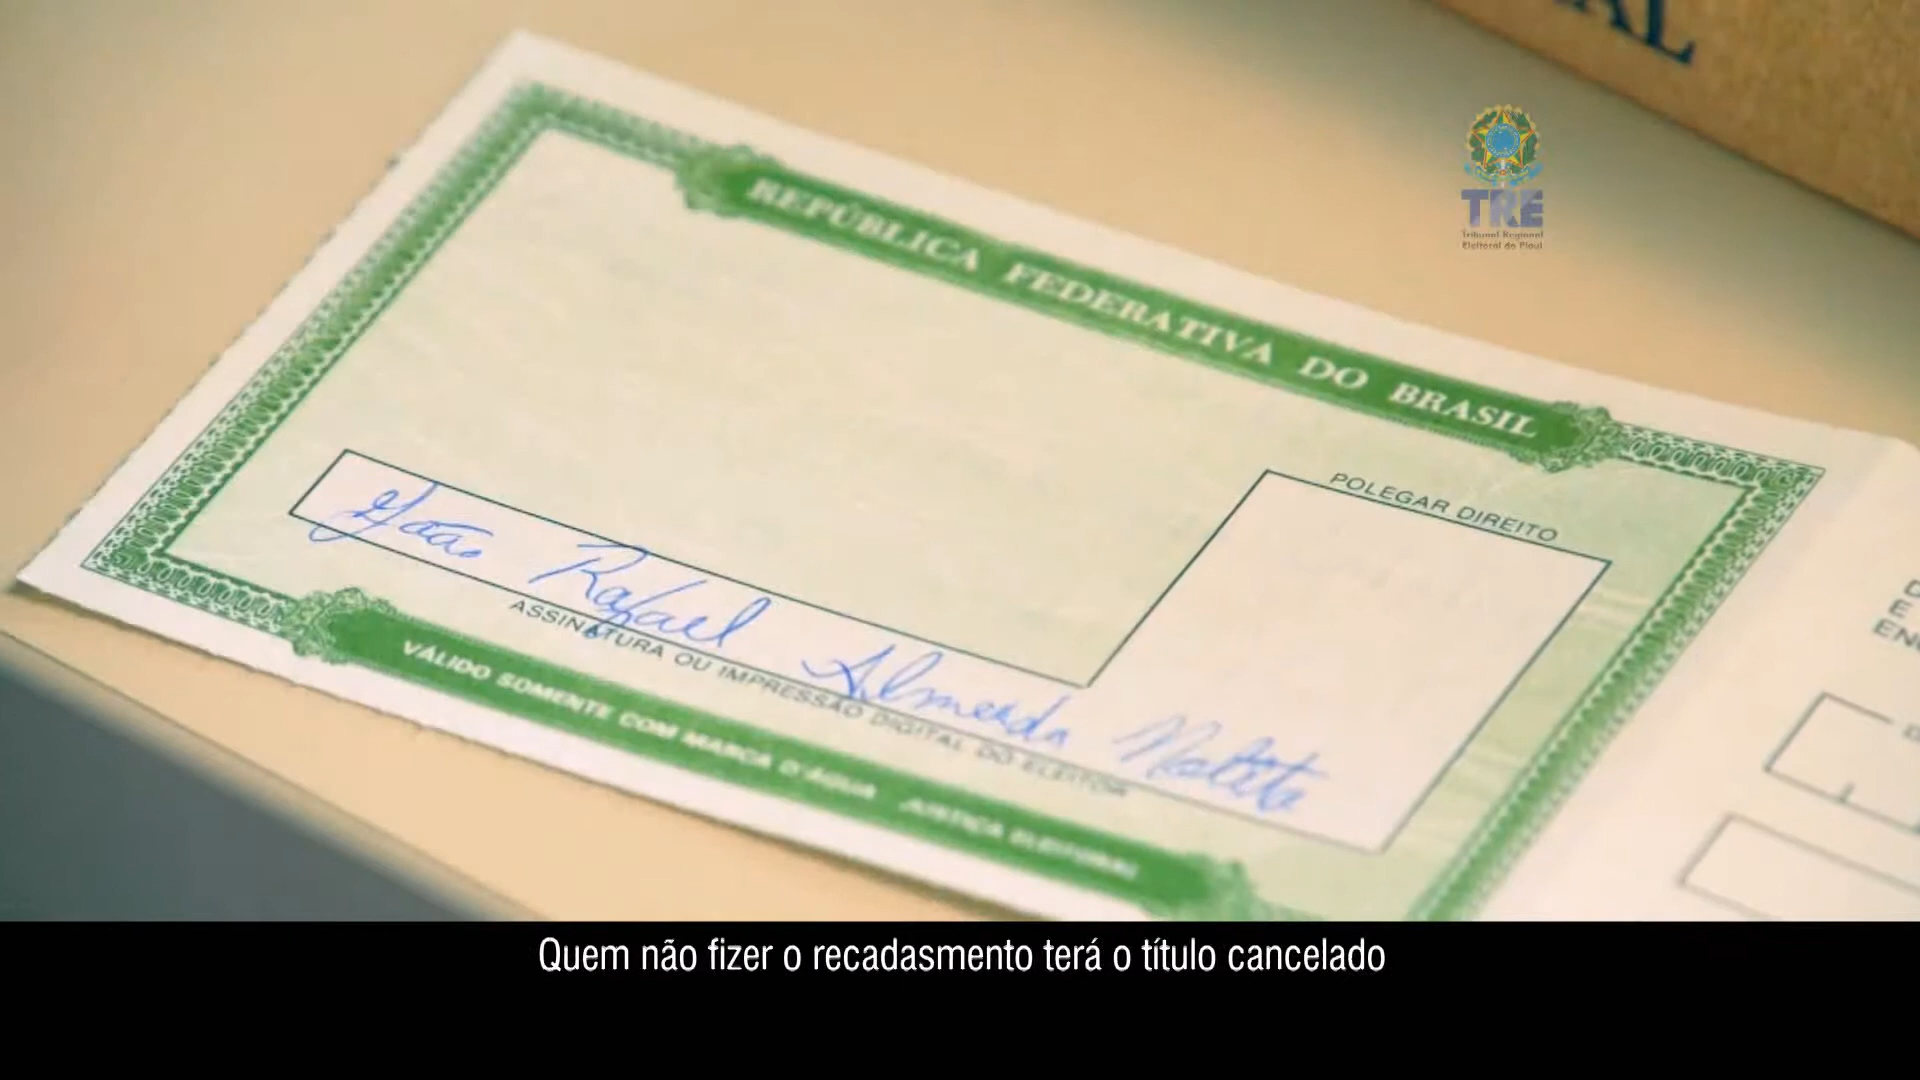 AL
TRE
Tribunal Regional
Eleitoral do Piauí
REPÚBLICA FEDERATIVA DO BRASIL
POLEGAR DIREITO
João Rafael Almeida
ASSINATURA OU IMPRESSÃO DIGITAL DO ELEITOR
VÁLIDO SOMENTE COM MARCA D'ÁGUA JUSTIÇA ELEITORAL
Quem não fizer o recadasmento terá o título cancelado